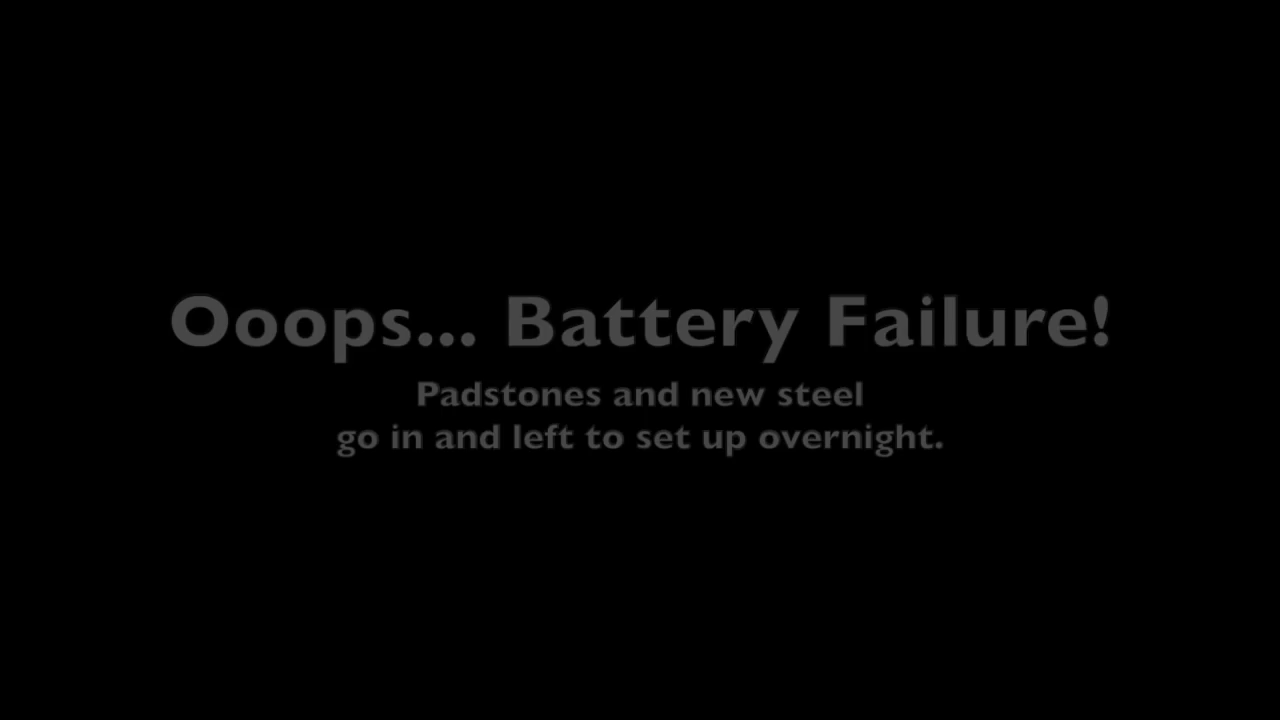 Ooops... Battery Failure!
Padstones and new steel
go in and left to set up overnight.